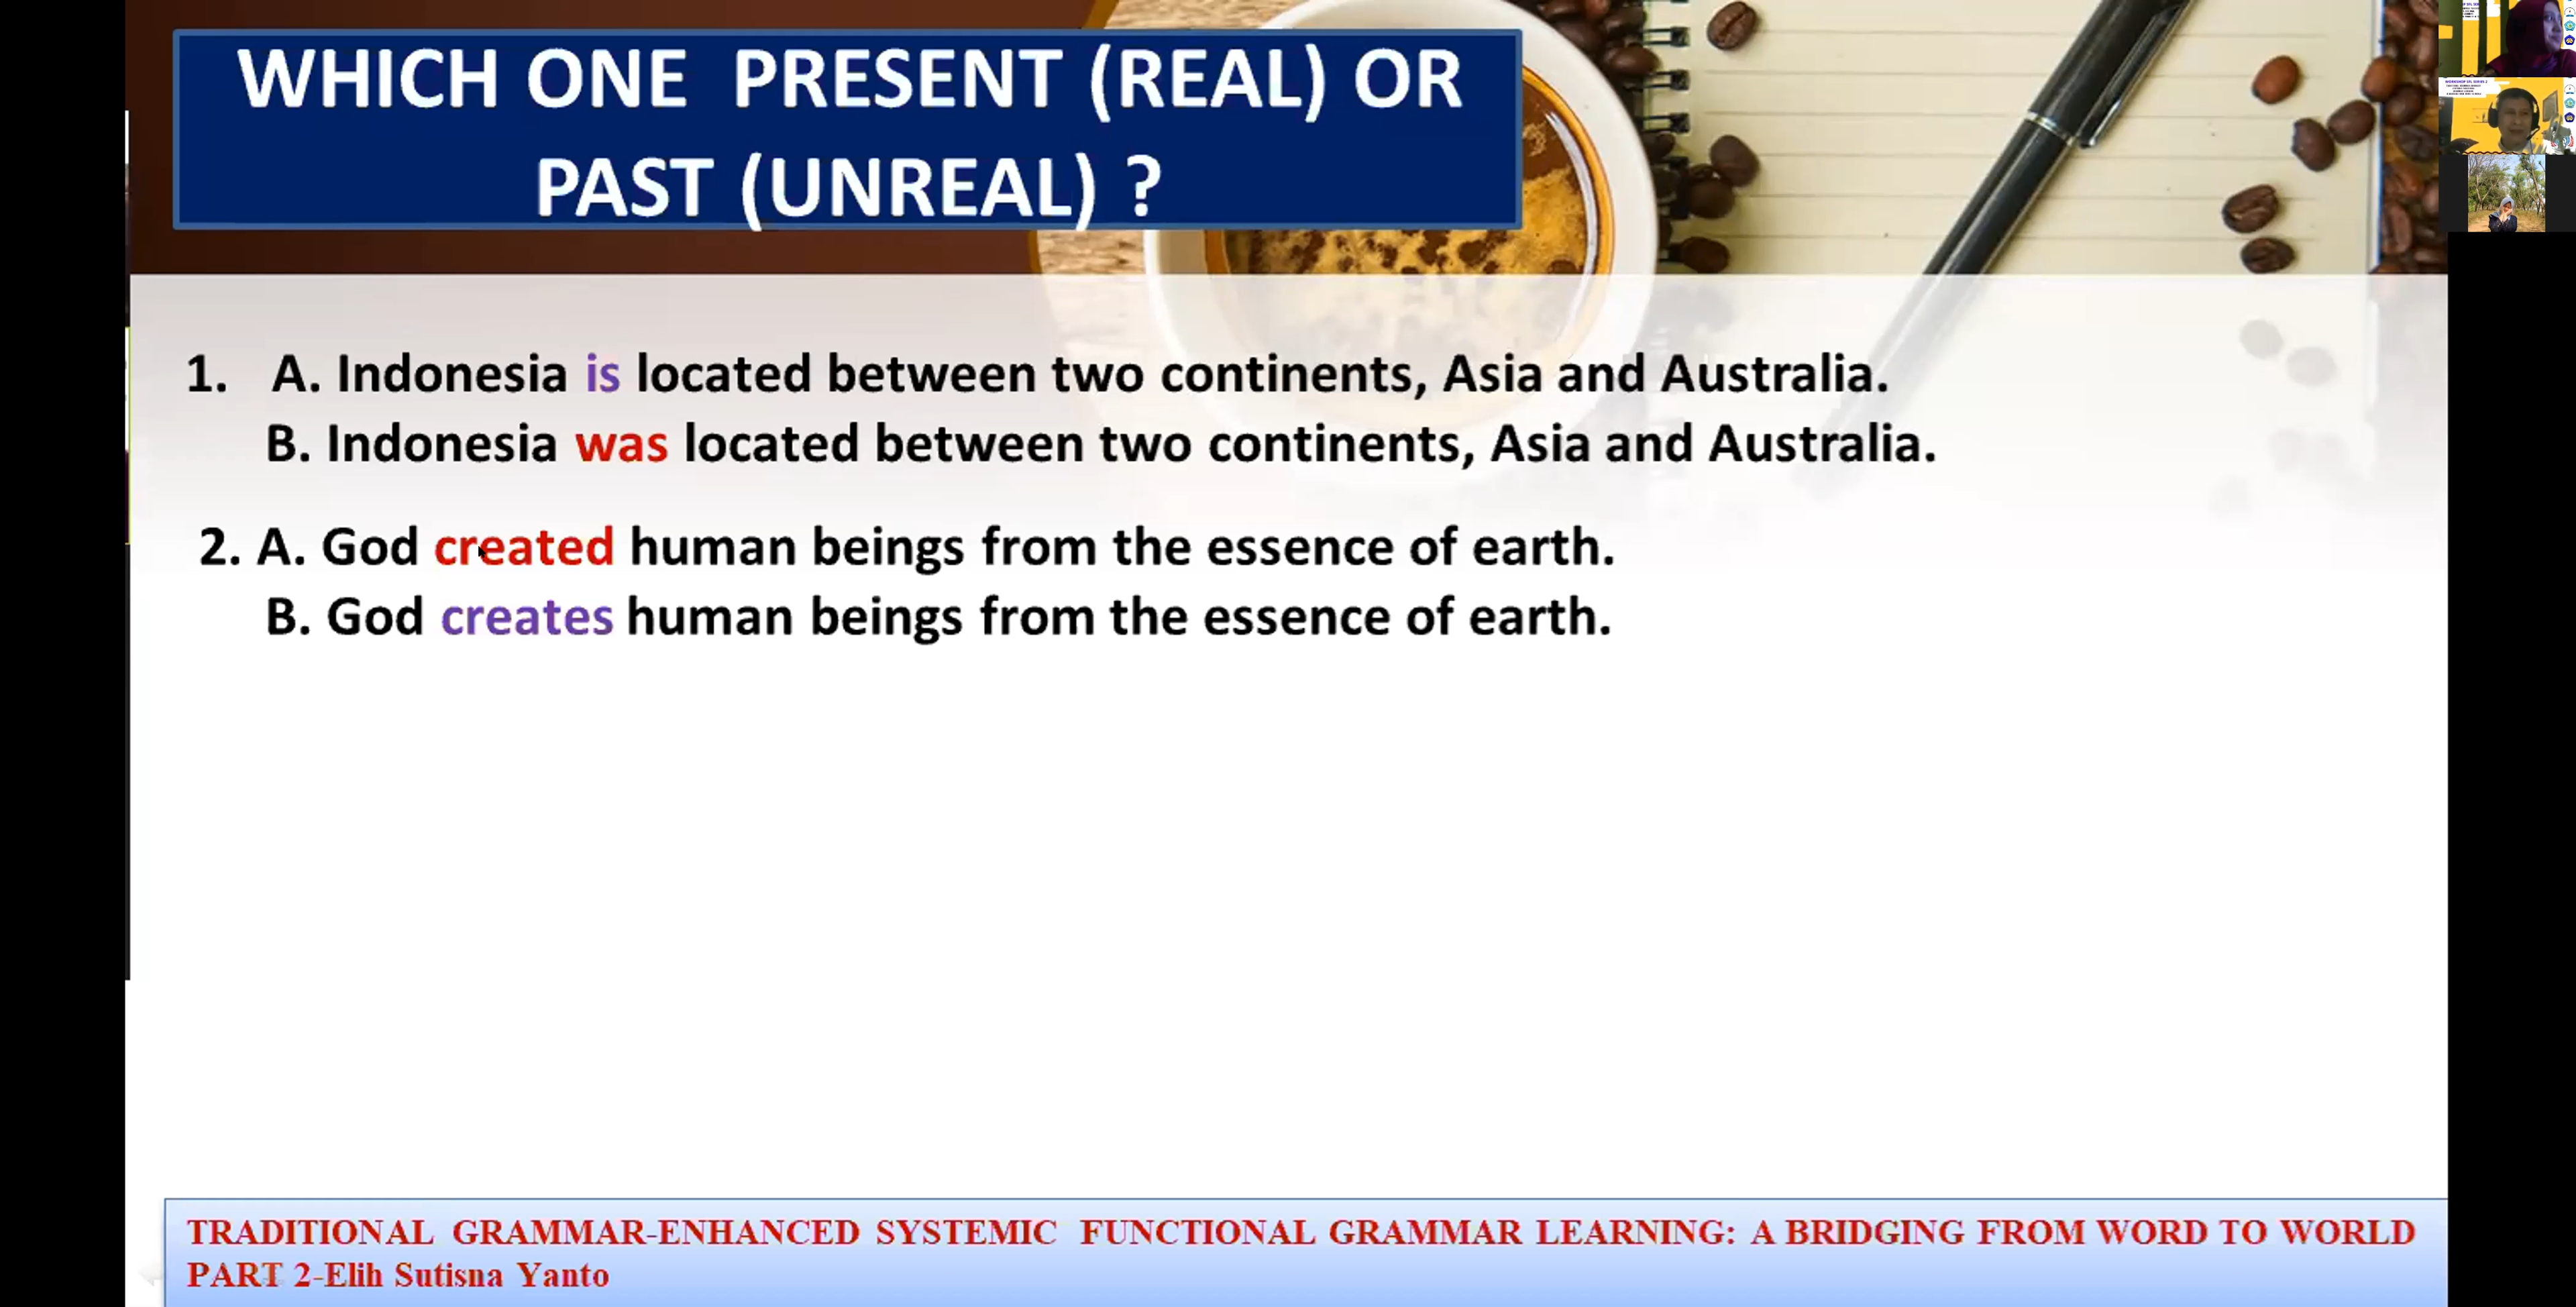 WHICH ONE PRESENT (REAL) OR
PAST (UNREAL) ?
1. A. Indonesia is located between two continents, Asia and Australia.
B. Indonesia was located between two continents, Asia and Australia.
2. A. God created human beings from the essence of earth.
B. God creates human beings from the essence of earth.
TRADITIONAL GRAMMAR-ENHANCED SYSTEMIC FUNCTIONAL GRAMMAR LEARNING: A BRIDGING FROM WORD TO WORLD
PART 2-Elih Sutisna Yanto